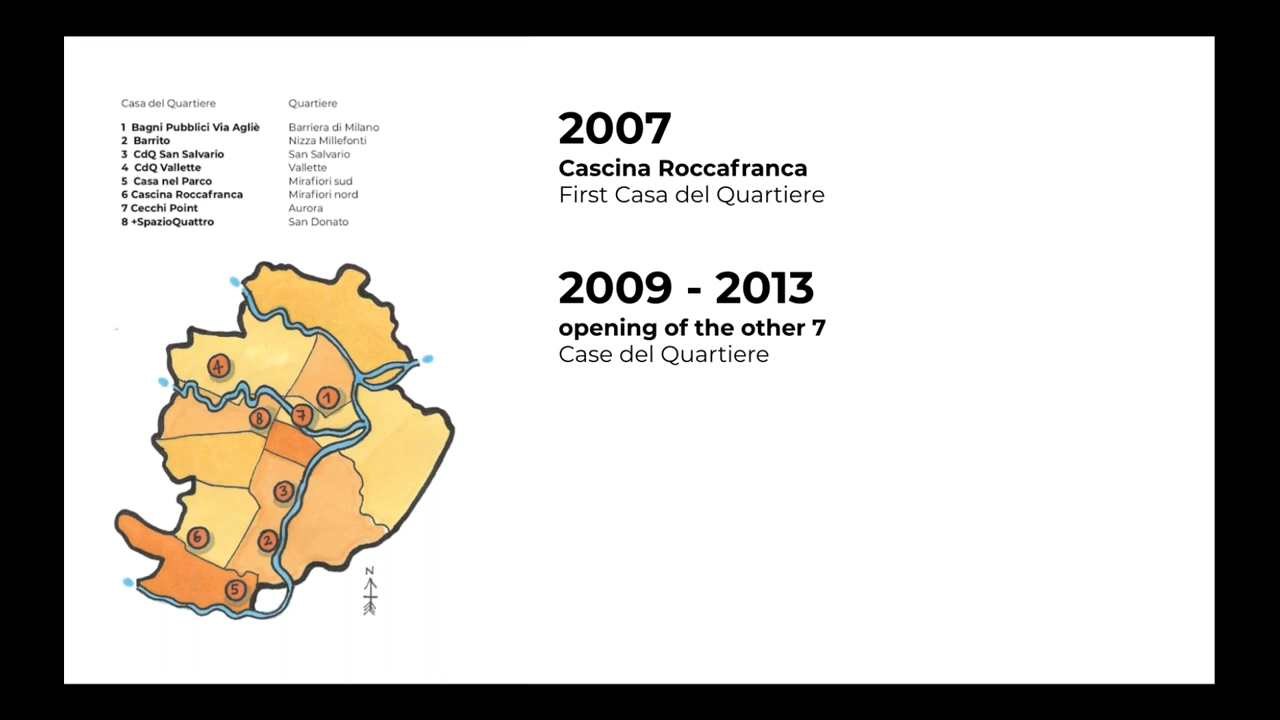 Casa del Quartiere Quartiere
1 Bagni Pubblici Via Agliè Barriera di Milano
2 Barrito Nizza Millefonti
3 CdQ San Salvario San Salvario
4 CdQ Vallette Vallette
5 Casa nel Parco Mirafiori sud
6 Cascina Roccafranca Mirafiori nord
7 Cecchi Point Aurora
8 +SpazioQuattro San Donato
2007
Cascina Roccafranca
First Casa del Quartiere
2009 - 2013
opening of the other 7
Case del Quartiere
4
1
8 7
3
6 2
5
N